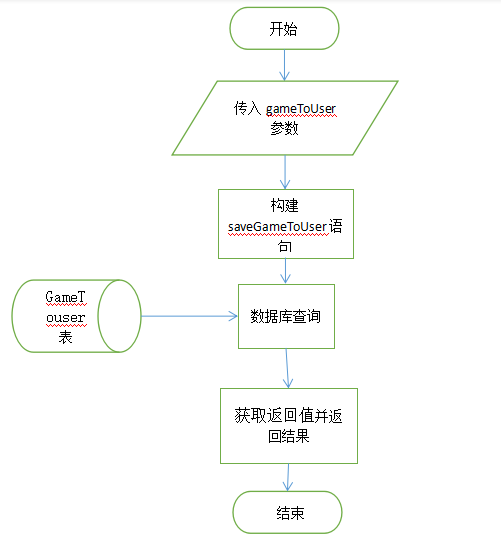 开始
传入 gameToUser
参数
构建
saveGameToUser语
句
GameT
ouser
表
数据库查询
获取返回值并返
回结果
结束